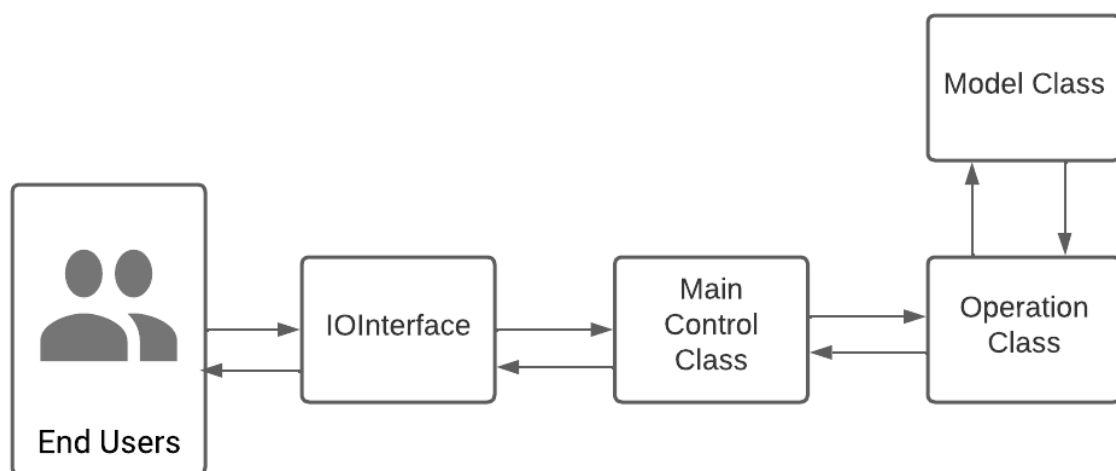 Model Class
IOInterface
Main
Control
Class
Operation
Class
End Users